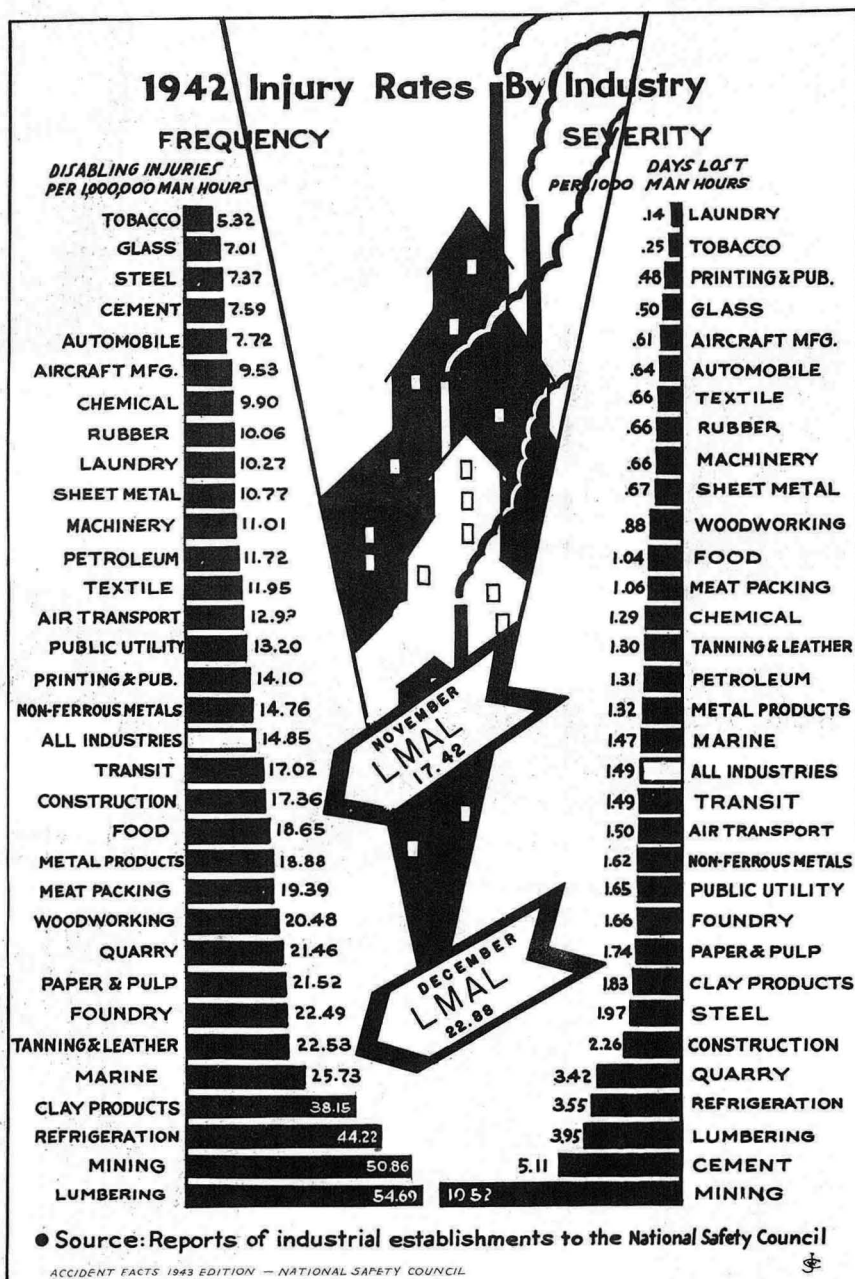 1942 Injury Rates By Industry
FREQUENCY
DISABLING INJURIES
PER 1,000,000 MAN HOURS
TOBACCO 5.32
GLASS 7.01
STEEL 7.37
CEMENT 7.59
AUTOMOBILE 7.72
AIRCRAFT MFG. 9.53
CHEMICAL 9.90
RUBBER 10.06
LAUNDRY 10.27
SHEET METAL 10.77
MACHINERY 11.01
PETROLEUM 11.72
TEXTILE 11.95
AIR TRANSPORT
PUBLIC UTILITY 13.20
PRINTING & PUB. 14.10
NON-FERROUS METALS 14.76
ALL INDUSTRIES 14.85
TRANSIT 17.02
CONSTRUCTION 17.36
FOOD 18.65
METAL PRODUCTS 18.88
MEAT PACKING 19.39
WOODWORKING 20.48
QUARRY 21.46
PAPER & PULP 21.52
FOUNDRY 22.49
TANNING & LEATHER 22.53
MARINE 25.73
CLAY PRODUCTS 38.15
REFRIGERATION 44.22
MINING 50.86
LUMBERING 54.69
NOVEMBER
LMAL
17.42
DECEMBER
LMAL
22.88
SEVERITY
DAYS LOST
PER 1000 MAN HOURS
.14 LAUNDRY
.25 TOBACCO
.48 PRINTING & PUB.
.50 GLASS
.61 AIRCRAFT MFG.
.64 AUTOMOBILE
.66 TEXTILE
.66 RUBBER
.66 MACHINERY
.67 SHEET METAL
.88 WOODWORKING
1.04 FOOD
1.06 MEAT PACKING
1.29 CHEMICAL
1.30 TANNING & LEATHER
1.31 PETROLEUM
1.32 METAL PRODUCTS
1.47 MARINE
1.49 ALL INDUSTRIES
1.49 TRANSIT
1.50 AIR TRANSPORT
1.62 NON-FERROUS METALS
1.65 PUBLIC UTILITY
1.66 FOUNDRY
1.74 PAPER & PULP
1.83 CLAY PRODUCTS
1.97 STEEL
2.26 CONSTRUCTION
3.42 QUARRY
3.55 REFRIGERATION
3.95 LUMBERING
5.11 CEMENT
10.52 MINING
• Source: Reports of industrial establishments to the National Safety Council
ACCIDENT FACTS 1943 EDITION — NATIONAL SAFETY COUNCIL